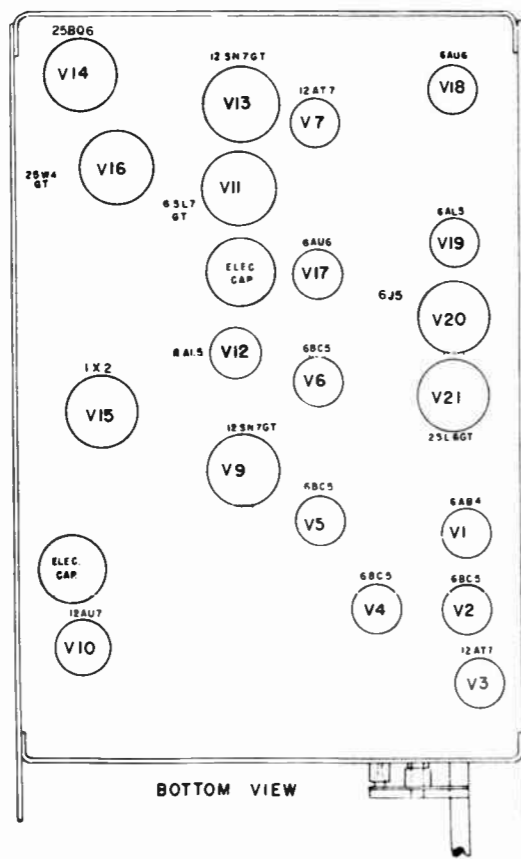 25BQ6
V14
12SN7GT
V13
12AT7
V7
6AU6
V18
25W4
GT
V16
6SL7
GT
V11
ELEC
CAP.
6AU6
V17
6AL5
V19
6J5
V20
V12
6BC5
V6
V21
25L6GT
1X2
V15
12SN7GT
V9
6BC5
V5
6AB4
V1
ELEC.
CAP.
6BC5
V4
6BC5
V2
12AU7
V10
12AT7
V3
BOTTOM VIEW